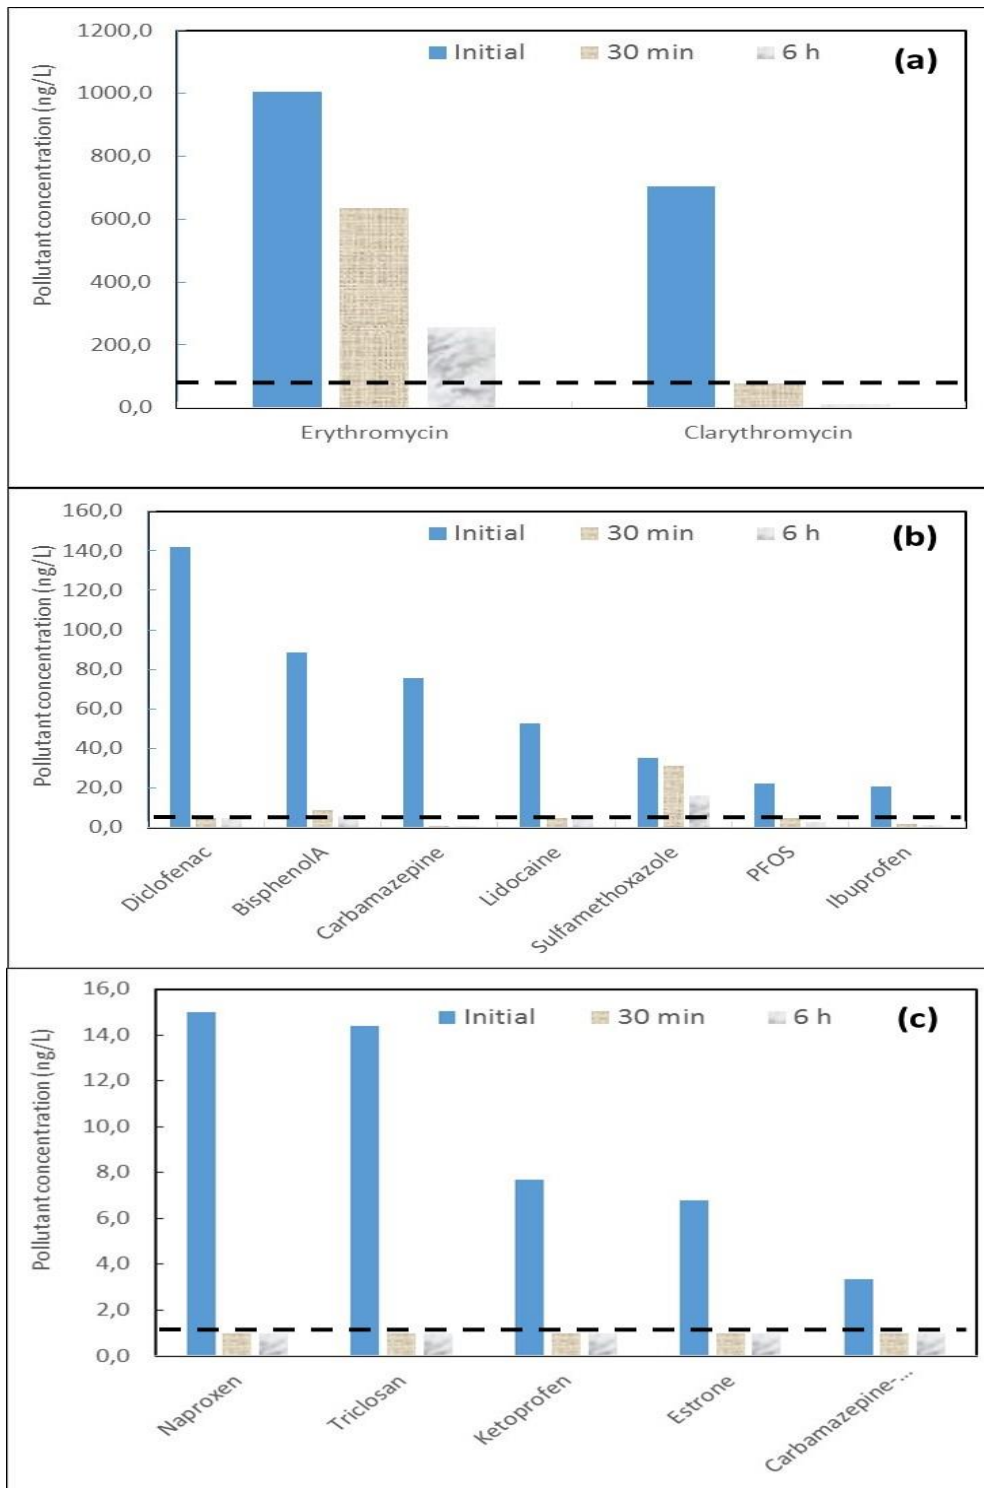 1200,0
1000,0
800,0
600,0
400,0
200,0
0,0
Pollutant concentration (ng/L)
Initial 30 min 6 h
(a)
Erythromycin Clarythromycin
160,0
140,0
120,0
100,0
80,0
60,0
40,0
20,0
0,0
Pollutant concentration (ng/L)
Initial 30 min 6 h
(b)
Diclofenac
BisphenolA
Carbamazepine
Lidocaine
Sulfamethoxazole
PFOS
Ibuprofen
16,0
14,0
12,0
10,0
8,0
6,0
4,0
2,0
0,0
Pollutant concentration (ng/L)
Initial 30 min 6 h
(c)
Naproxen
Triclosan
Ketoprofen
Estrone
Carbamazepine-...